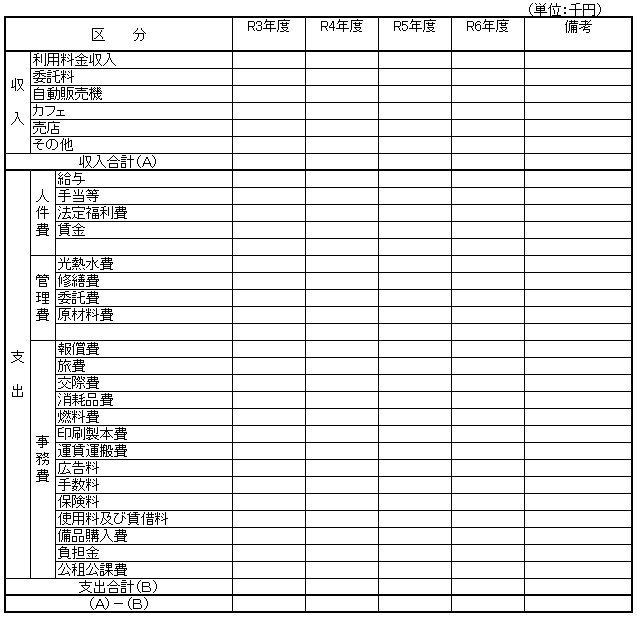 (単位:千円)
区 分 R3年度 R4年度 R5年度 R6年度 備考
収入
利用料金収入
委託料
自動販売機
カフェ
売店
その他
収入合計(A)
支出
人件費
給与
手当等
法定福利費
賃金
管理費
光熱水費
修繕費
委託費
原材料費
事務費
報償費
旅費
交際費
消耗品費
燃料費
印刷製本費
運賃運搬費
広告料
手数料
保険料
使用料及び賃借料
備品購入費
負担金
公租公課費
支出合計(B)
(A)-(B)